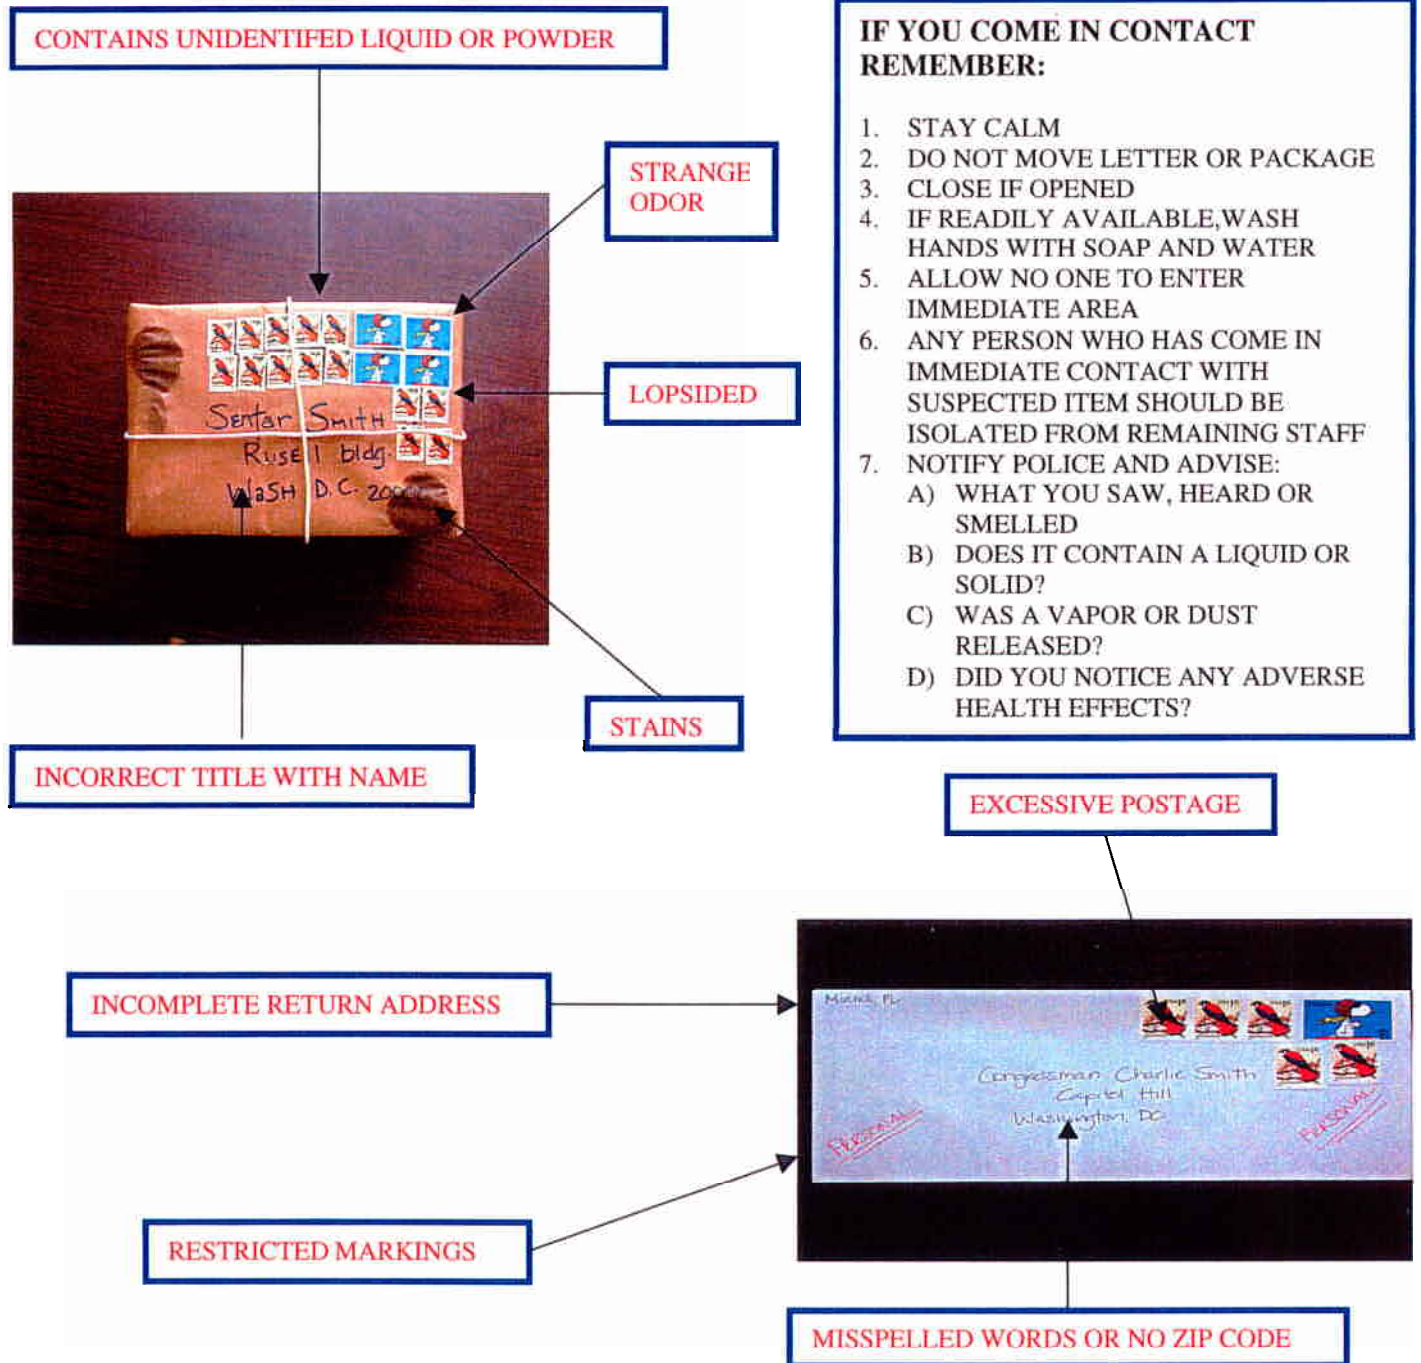 CONTAINS UNIDENTIFED LIQUID OR POWDER
STRANGE
ODOR
LOPSIDED
Sentar Smith
Rusell bldg.
WaSH D.C. 20000
STAINS
INCORRECT TITLE WITH NAME
IF YOU COME IN CONTACT
REMEMBER:
1. STAY CALM
2. DO NOT MOVE LETTER OR PACKAGE
3. CLOSE IF OPENED
4. IF READILY AVAILABLE,WASH
HANDS WITH SOAP AND WATER
5. ALLOW NO ONE TO ENTER
IMMEDIATE AREA
6. ANY PERSON WHO HAS COME IN
IMMEDIATE CONTACT WITH
SUSPECTED ITEM SHOULD BE
ISOLATED FROM REMAINING STAFF
7. NOTIFY POLICE AND ADVISE:
A) WHAT YOU SAW, HEARD OR
SMELLED
B) DOES IT CONTAIN A LIQUID OR
SOLID?
C) WAS A VAPOR OR DUST
RELEASED?
D) DID YOU NOTICE ANY ADVERSE
HEALTH EFFECTS?
EXCESSIVE POSTAGE
INCOMPLETE RETURN ADDRESS
Miami, FL
Congressman Charlie Smith
Capitol Hill
Washington, DC
PERSONAL
PERSONAL
RESTRICTED MARKINGS
MISSPELLED WORDS OR NO ZIP CODE